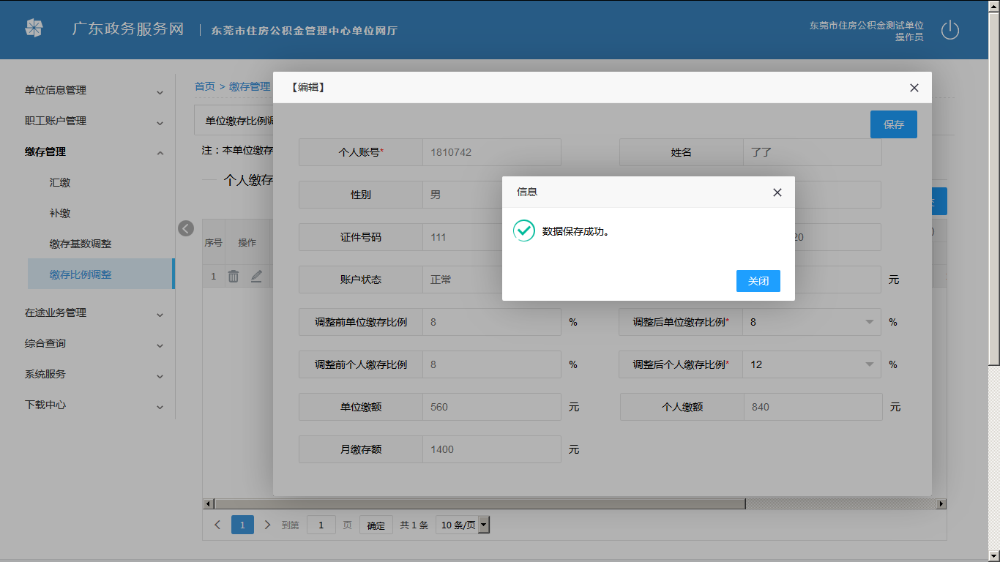 广东政务服务网 | 东莞市住房公积金管理中心单位网厅
东莞市住房公积金测试单位
操作员
单位信息管理
职工账户管理
缴存管理
汇缴
补缴
缴存基数调整
缴存比例调整
在途业务管理
综合查询
系统服务
下载中心
首页 > 缴存管理
单位缴存比例调
注：本单位缴存
个人缴存
序号 操作
1
【编辑】
保存
个人账号* 1810742 姓名 了了
性别 男
证件号码 111 20
账户状态 正常 元
调整前单位缴存比例 8 % 调整后单位缴存比例* 8 %
调整前个人缴存比例 8 % 调整后个人缴存比例* 12 %
单位缴额 560 元 个人缴额 840 元
月缴存额 1400 元
信息
数据保存成功。
关闭
1 到第 1 页 确定 共 1 条 10 条/页